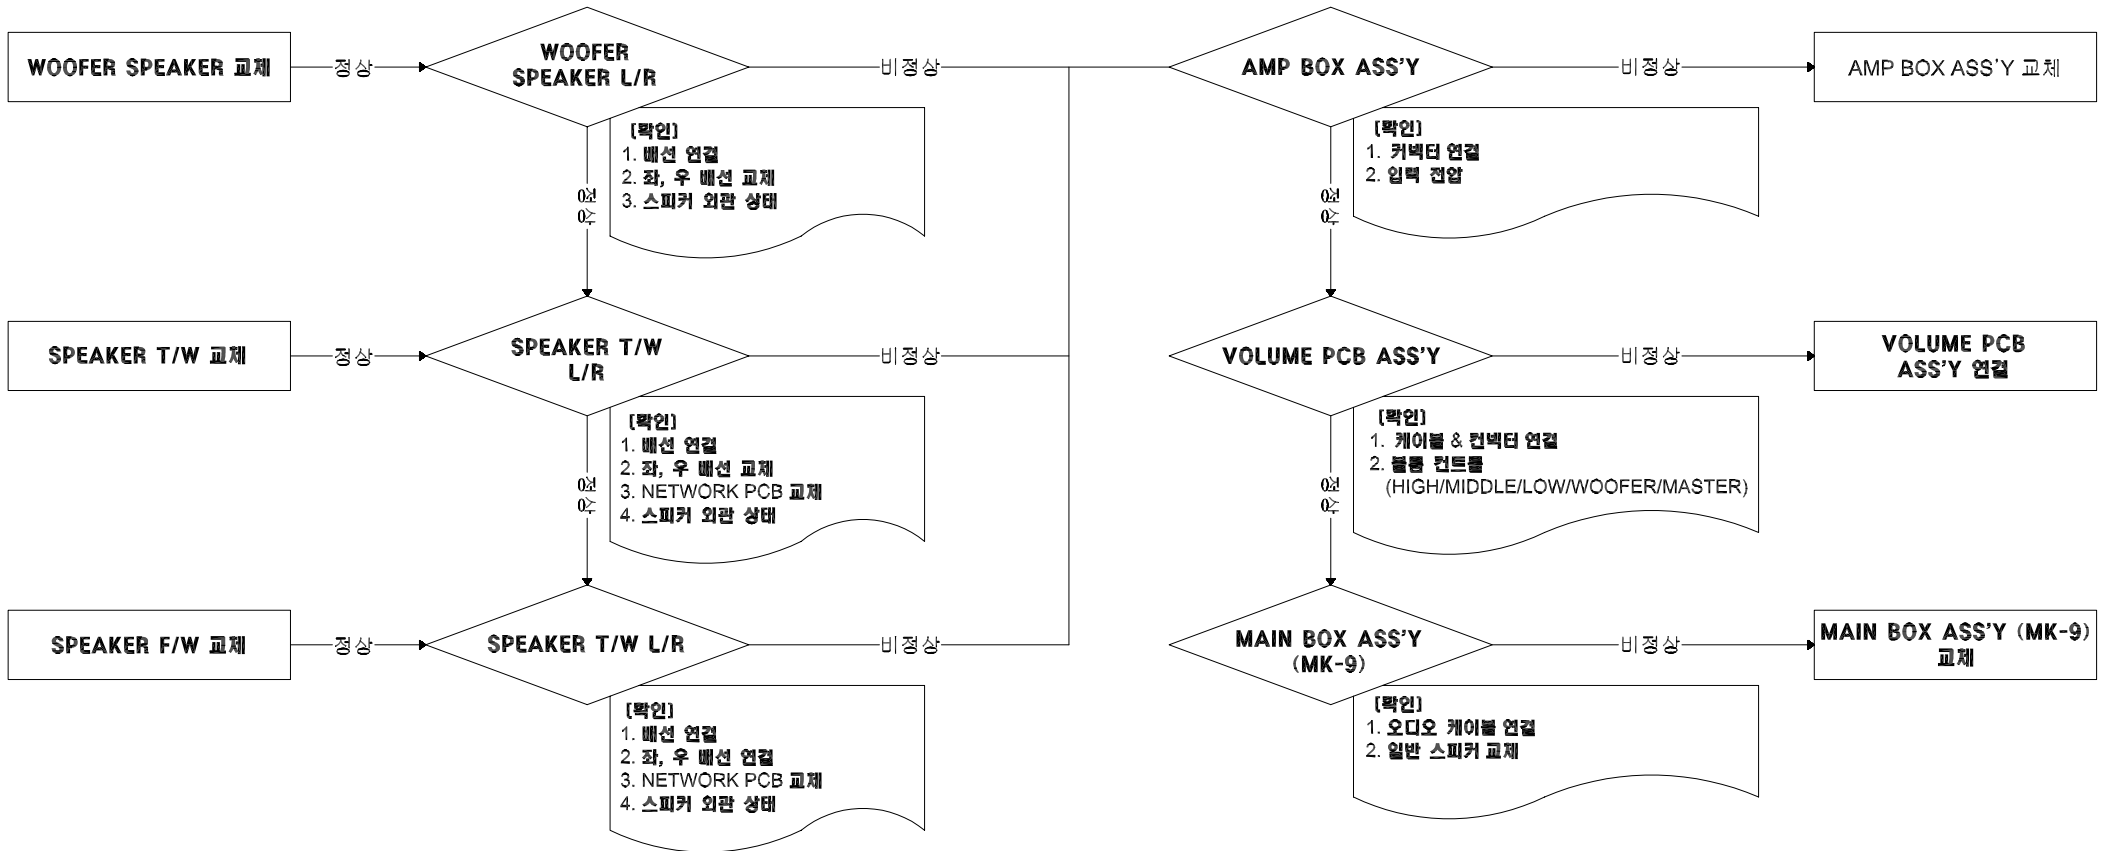 WOOFER SPEAKER 교체
정상
WOOFER
SPEAKER L/R
비정상
AMP BOX ASS'Y
비정상
AMP BOX ASS'Y 교체
[확인]
1. 배선 연결
2. 좌, 우 배선 교체
3. 스피커 외관 상태
정상
[확인]
1. 커넥터 연결
2. 입력 전압
정상
SPEAKER T/W 교체
정상
SPEAKER T/W
L/R
비정상
VOLUME PCB ASS'Y
비정상
VOLUME PCB
ASS'Y 연결
[확인]
1. 배선 연결
2. 좌, 우 배선 교체
3. NETWORK PCB 교체
4. 스피커 외관 상태
정상
[확인]
1. 케이블 & 컨넥터 연결
2. 볼륨 컨트롤
(HIGH/MIDDLE/LOW/WOOFER/MASTER)
정상
SPEAKER F/W 교체
정상
SPEAKER T/W L/R
비정상
MAIN BOX ASS'Y
(MK-9)
비정상
MAIN BOX ASS'Y (MK-9)
교체
[확인]
1. 배선 연결
2. 좌, 우 배선 연결
3. NETWORK PCB 교체
4. 스피커 외관 상태
[확인]
1. 오디오 케이블 연결
2. 일반 스피커 교체